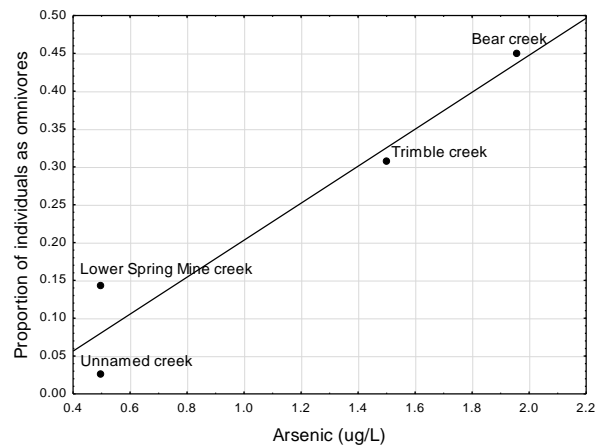 0.50
0.45
0.40
0.35
0.30
0.25
0.20
0.15
0.10
0.05
0.00
Proportion of individuals as omnivores
Bear creek
Trimble creek
Lower Spring Mine creek
Unnamed creek
0.4 0.6 0.8 1.0 1.2 1.4 1.6 1.8 2.0 2.2
Arsenic (ug/L)